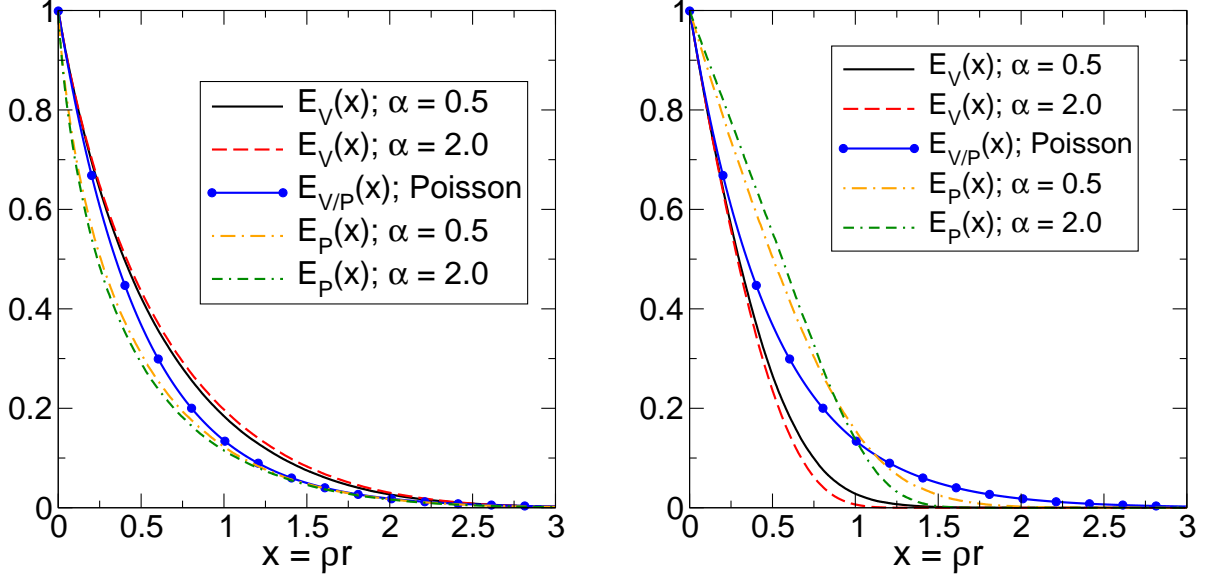 1
0.8
0.6
0.4
0.2
0
0 0.5 1 1.5 2 2.5 3
x = ρr
E_V(x); α = 0.5
E_V(x); α = 2.0
E_V/P(x); Poisson
E_P(x); α = 0.5
E_P(x); α = 2.0
1
0.8
0.6
0.4
0.2
0
0 0.5 1 1.5 2 2.5 3
x = ρr
E_V(x); α = 0.5
E_V(x); α = 2.0
E_V/P(x); Poisson
E_P(x); α = 0.5
E_P(x); α = 2.0